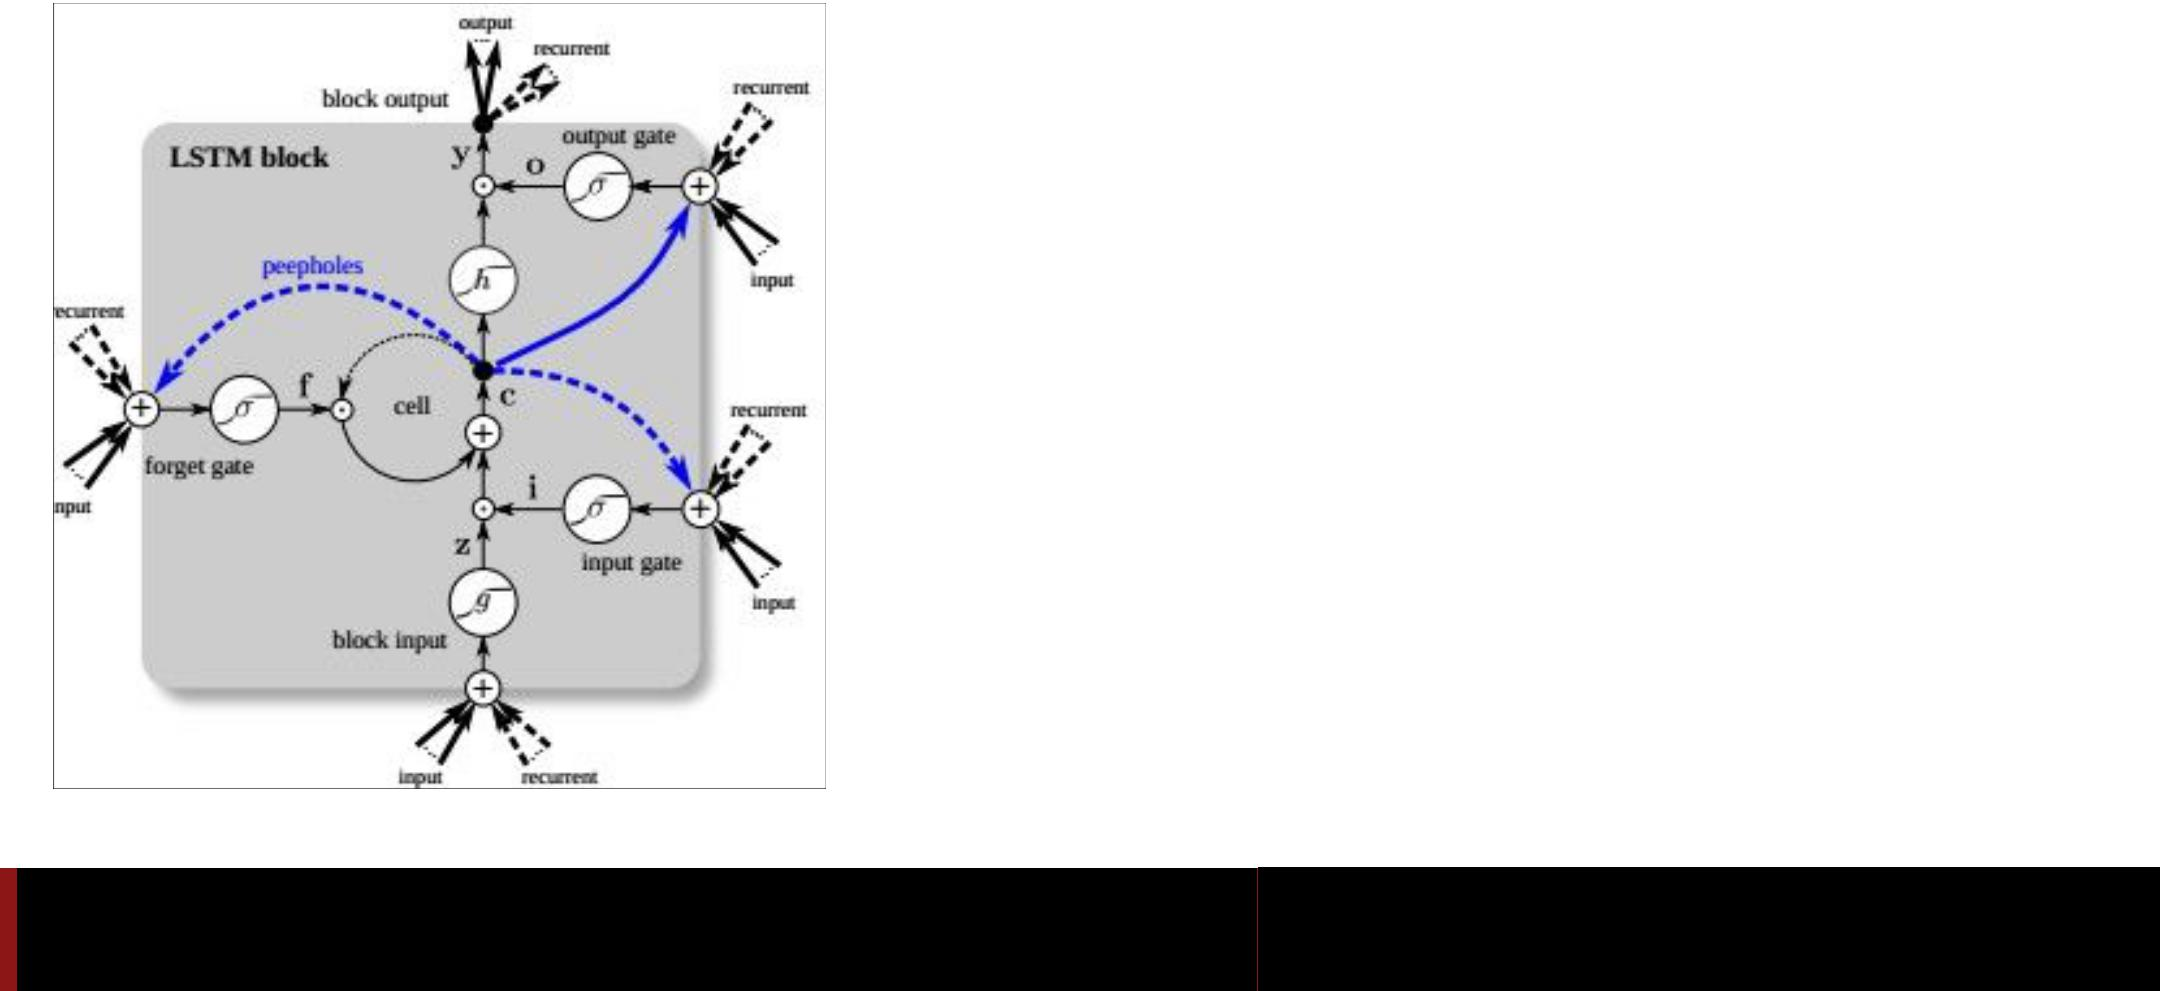 output
recurrent
recurrent
block output
output gate
LSTM block
y
o
σ
input
h
peepholes
ecurrent
f
σ
cell
c
recurrent
forget gate
i
σ
nput
z
input gate
g
input
block input
input
recurrent